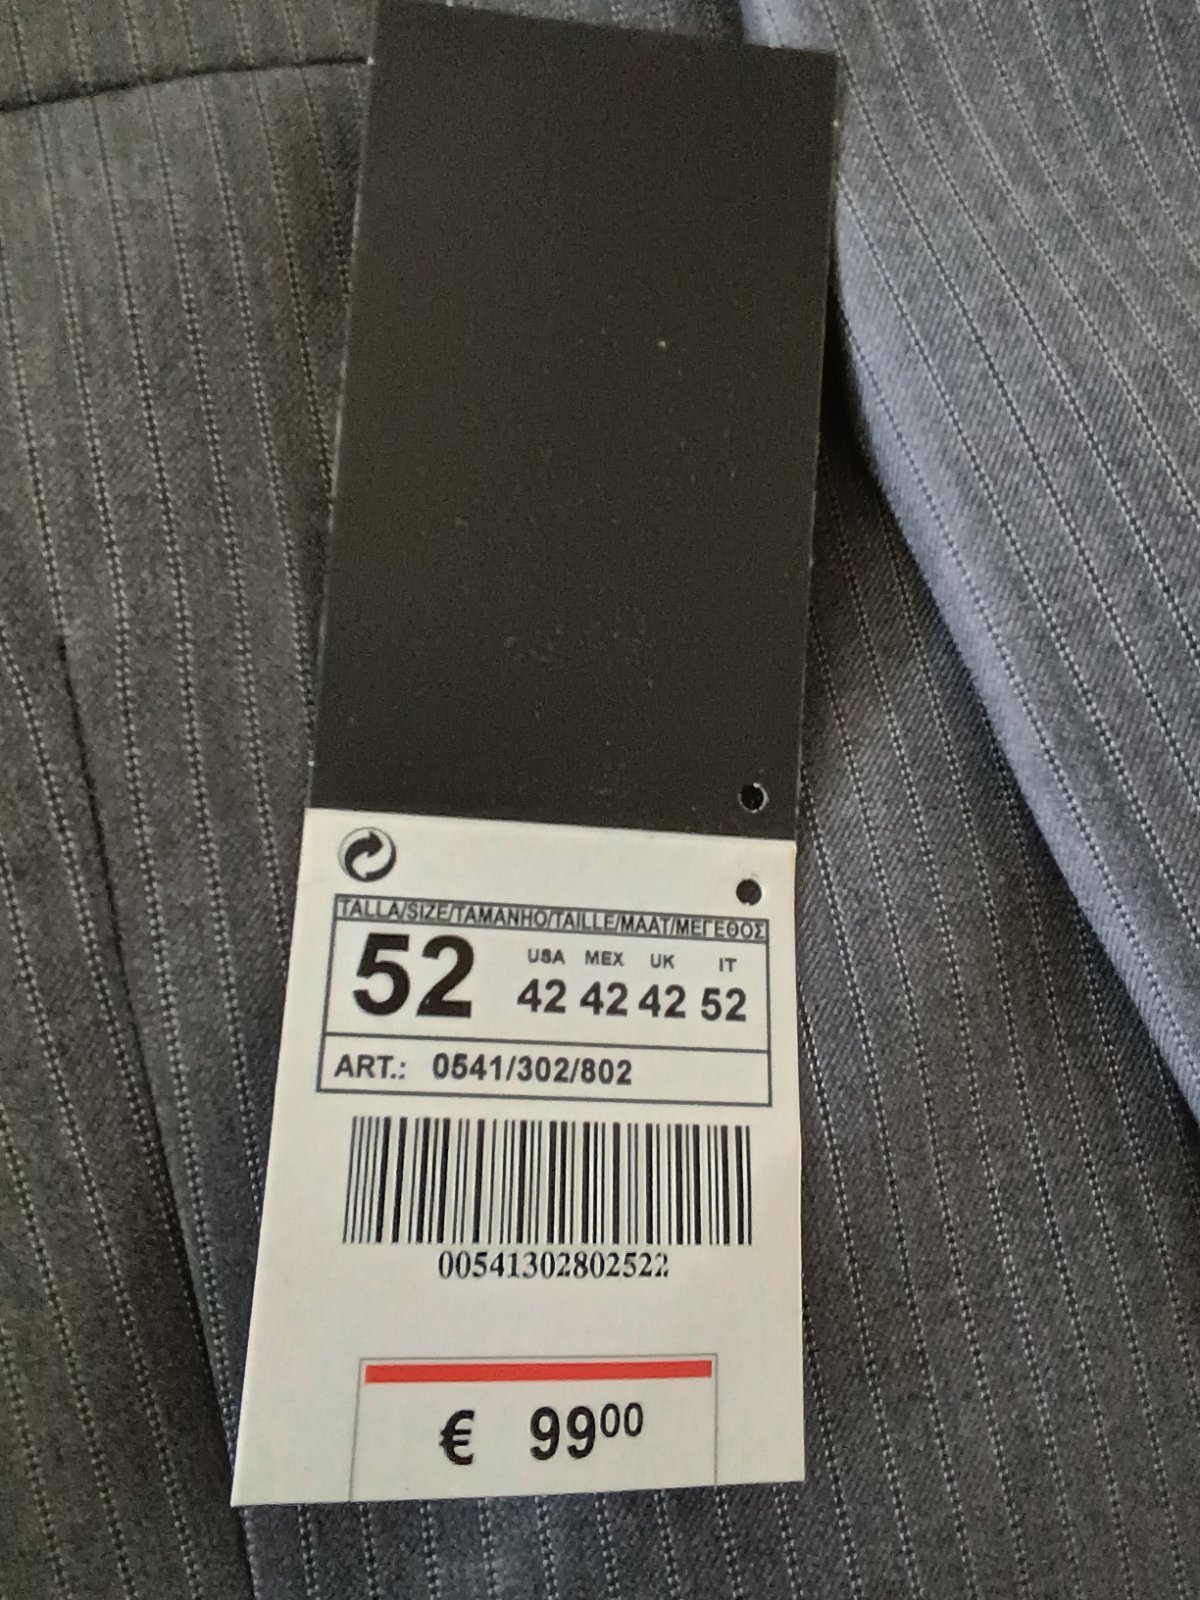 TALLA/SIZE/TAMANHO/TAILLE/MAAT/ΜΕΓΕΘΟΣ
52
USA MEX UK IT
42 42 42 52
ART.: 0541/302/802
00541302802522
€ 99⁰⁰